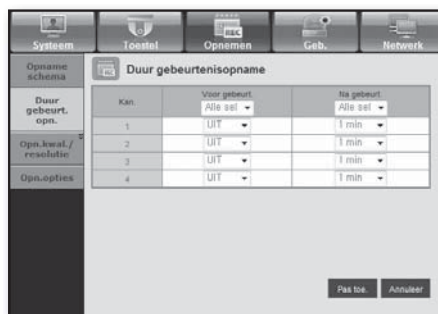 Systeem Toestel Opnemen Geb. Netwerk
REC
Opname
schema
Duur
gebeurt.
opn.
Opn.kwal./
resolutie
Opn.opties
REC Duur gebeurtenisopname
Kan. Voor gebeurt. Na gebeurt.
Alle sel Alle sel
1 UIT 1 min
2 UIT 1 min
3 UIT 1 min
4 UIT 1 min
Pas toe. Annuleer